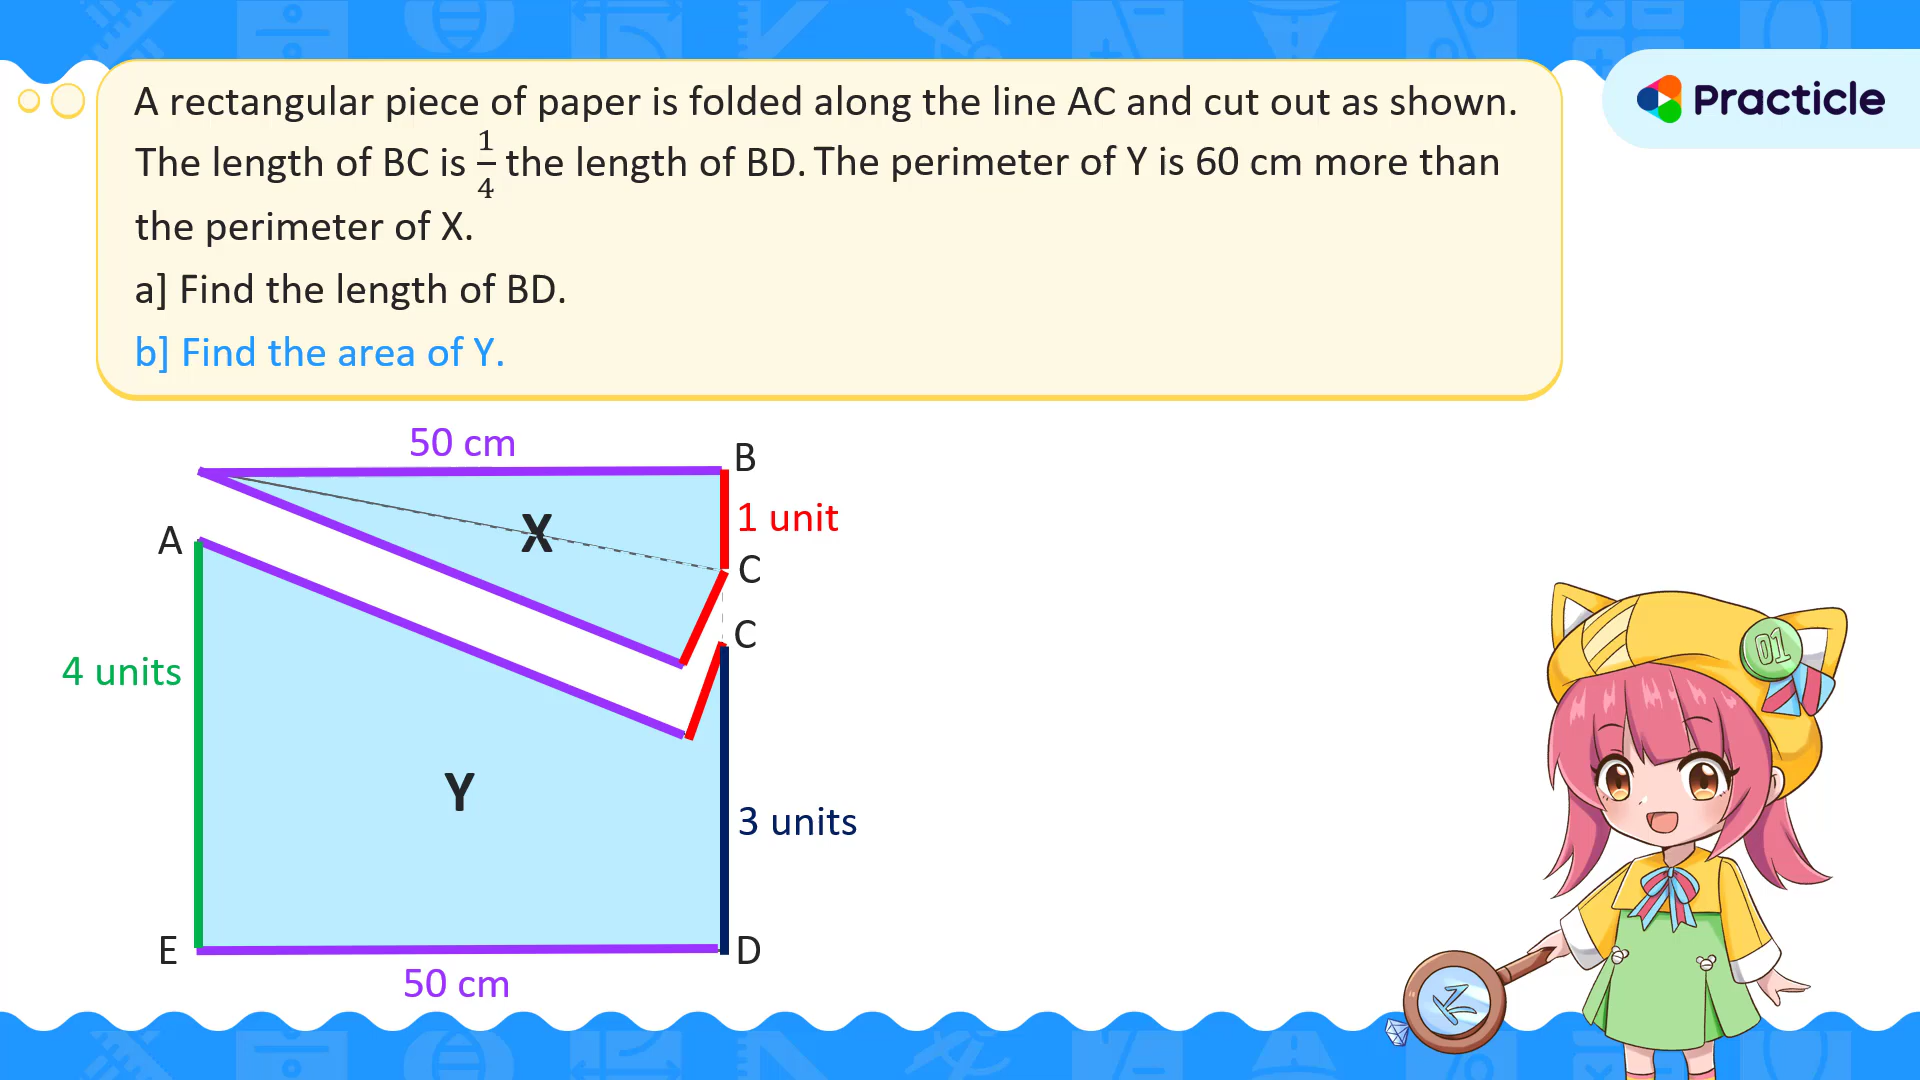 A rectangular piece of paper is folded along the line AC and cut out as shown.
The length of BC is 1/4 the length of BD. The perimeter of Y is 60 cm more than
the perimeter of X.
a] Find the length of BD.
b] Find the area of Y.
Practicle
50 cm
B
1 unit
X
A
C
C
4 units
Y
3 units
E
D
50 cm
01